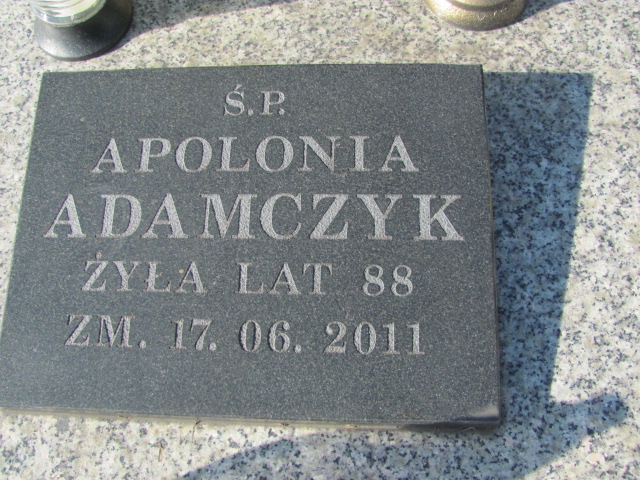 Ś.P.
APOLONIA
ADAMCZYK
ŻYŁA LAT 88
ZM. 17. 06. 2011